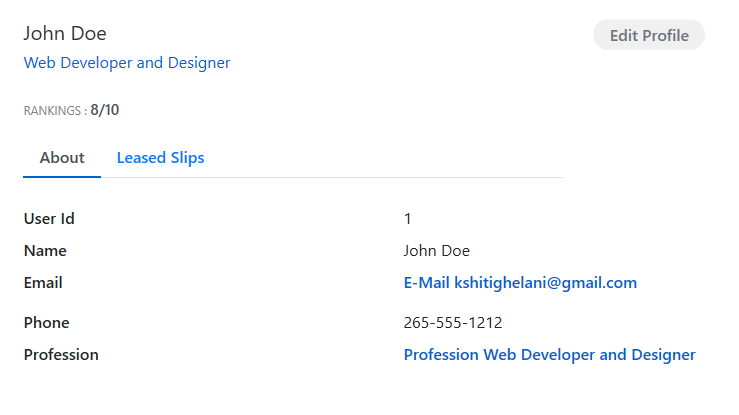 John Doe
Edit Profile
Web Developer and Designer
RANKINGS : 8/10
About Leased Slips
User Id 1
Name John Doe
Email E-Mail kshitighelani@gmail.com
Phone 265-555-1212
Profession Profession Web Developer and Designer